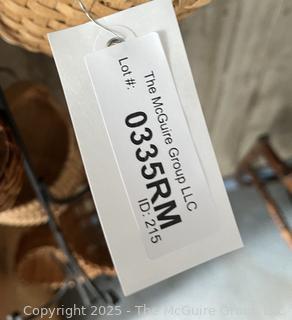 The McGuire Group LLC
Lot #:
0335RM
ID: 215
Copyright 2025 - The McGuire Group LLC